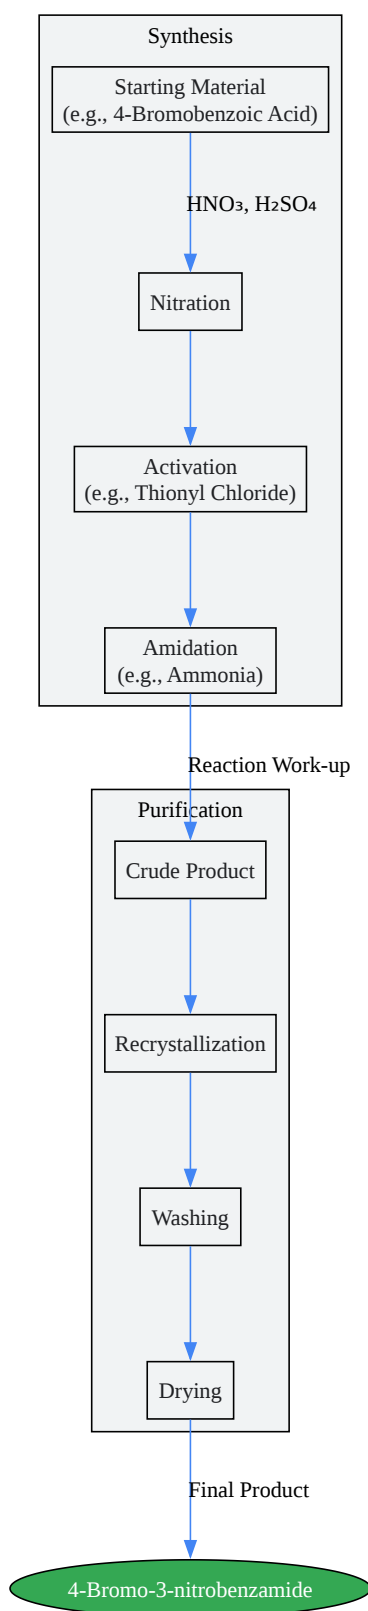 Synthesis
Starting Material
(e.g., 4-Bromobenzoic Acid)
HNO₃, H₂SO₄
Nitration
Activation
(e.g., Thionyl Chloride)
Amidation
(e.g., Ammonia)
Reaction Work-up
Purification
Crude Product
Recrystallization
Washing
Drying
Final Product
4-Bromo-3-nitrobenzamide